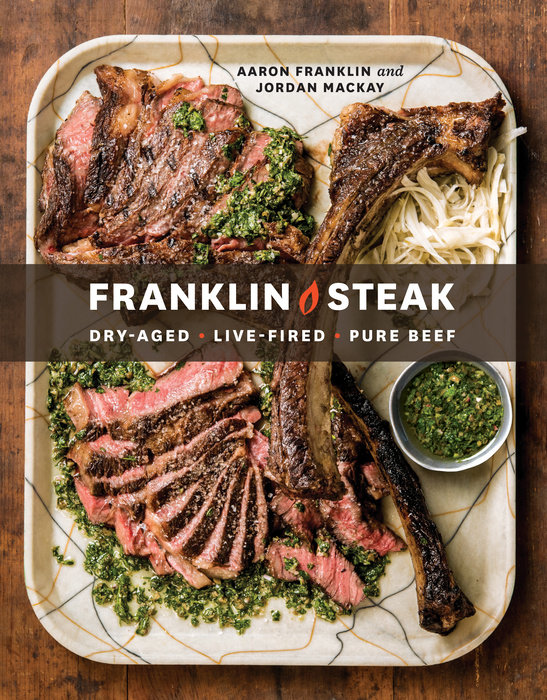 AARON FRANKLIN and
JORDAN MACKAY
FRANKLIN STEAK
DRY-AGED • LIVE-FIRED • PURE BEEF